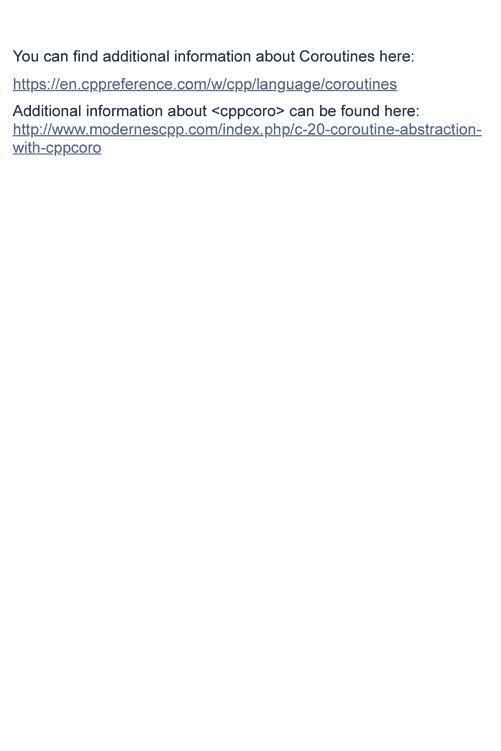 You can find additional information about Coroutines here:
https://en.cppreference.com/w/cpp/language/coroutines
Additional information about <cppcoro> can be found here:
http://www.modernescpp.com/index.php/c-20-coroutine-abstraction-
with-cppcoro